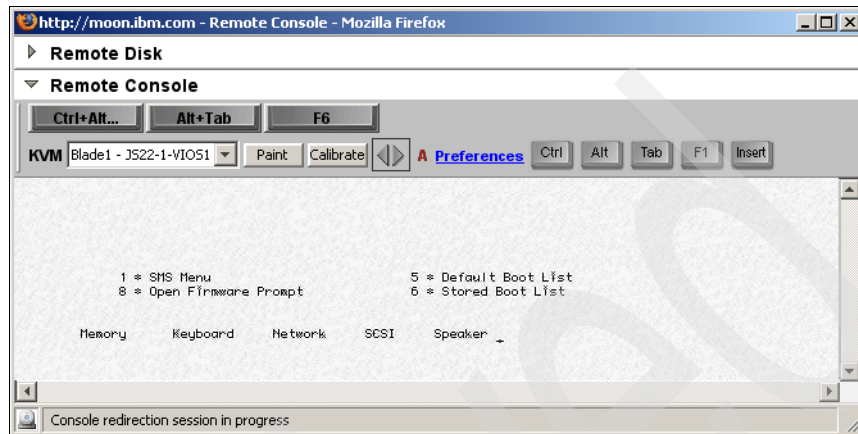 http://moon.ibm.com - Remote Console - Mozilla Firefox
Remote Disk
Remote Console
Ctrl+Alt... Alt+Tab F6
KVM Blade1 - JS22-1-VIOS1 Paint Calibrate A Preferences Ctrl Alt Tab F1 Insert
1 = SMS Menu 5 = Default Boot List
8 = Open Firmware Prompt 6 = Stored Boot List
Memory Keyboard Network SCSI Speaker _
Console redirection session in progress